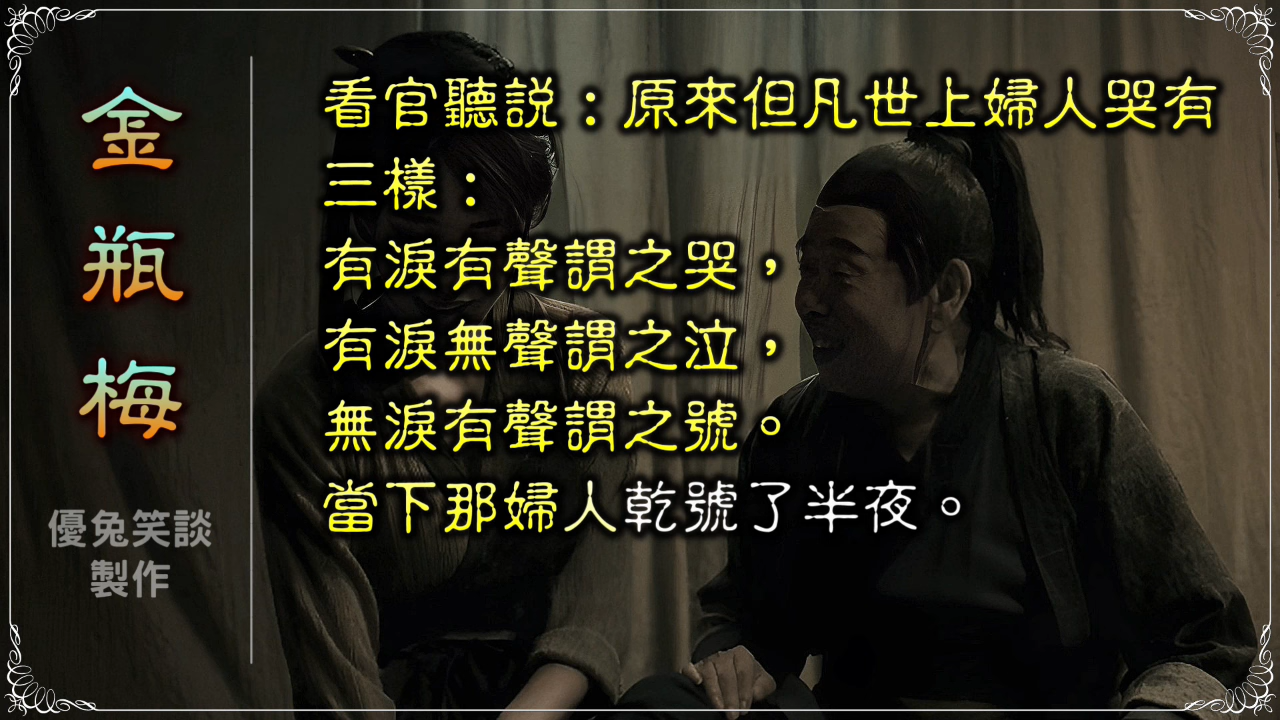 金瓶梅
優兔笑談
製作
看官聽説：原來但凡世上婦人哭有
三樣：
有淚有聲謂之哭，
有淚無聲謂之泣，
無淚有聲謂之號。
當下那婦人乾號了半夜。